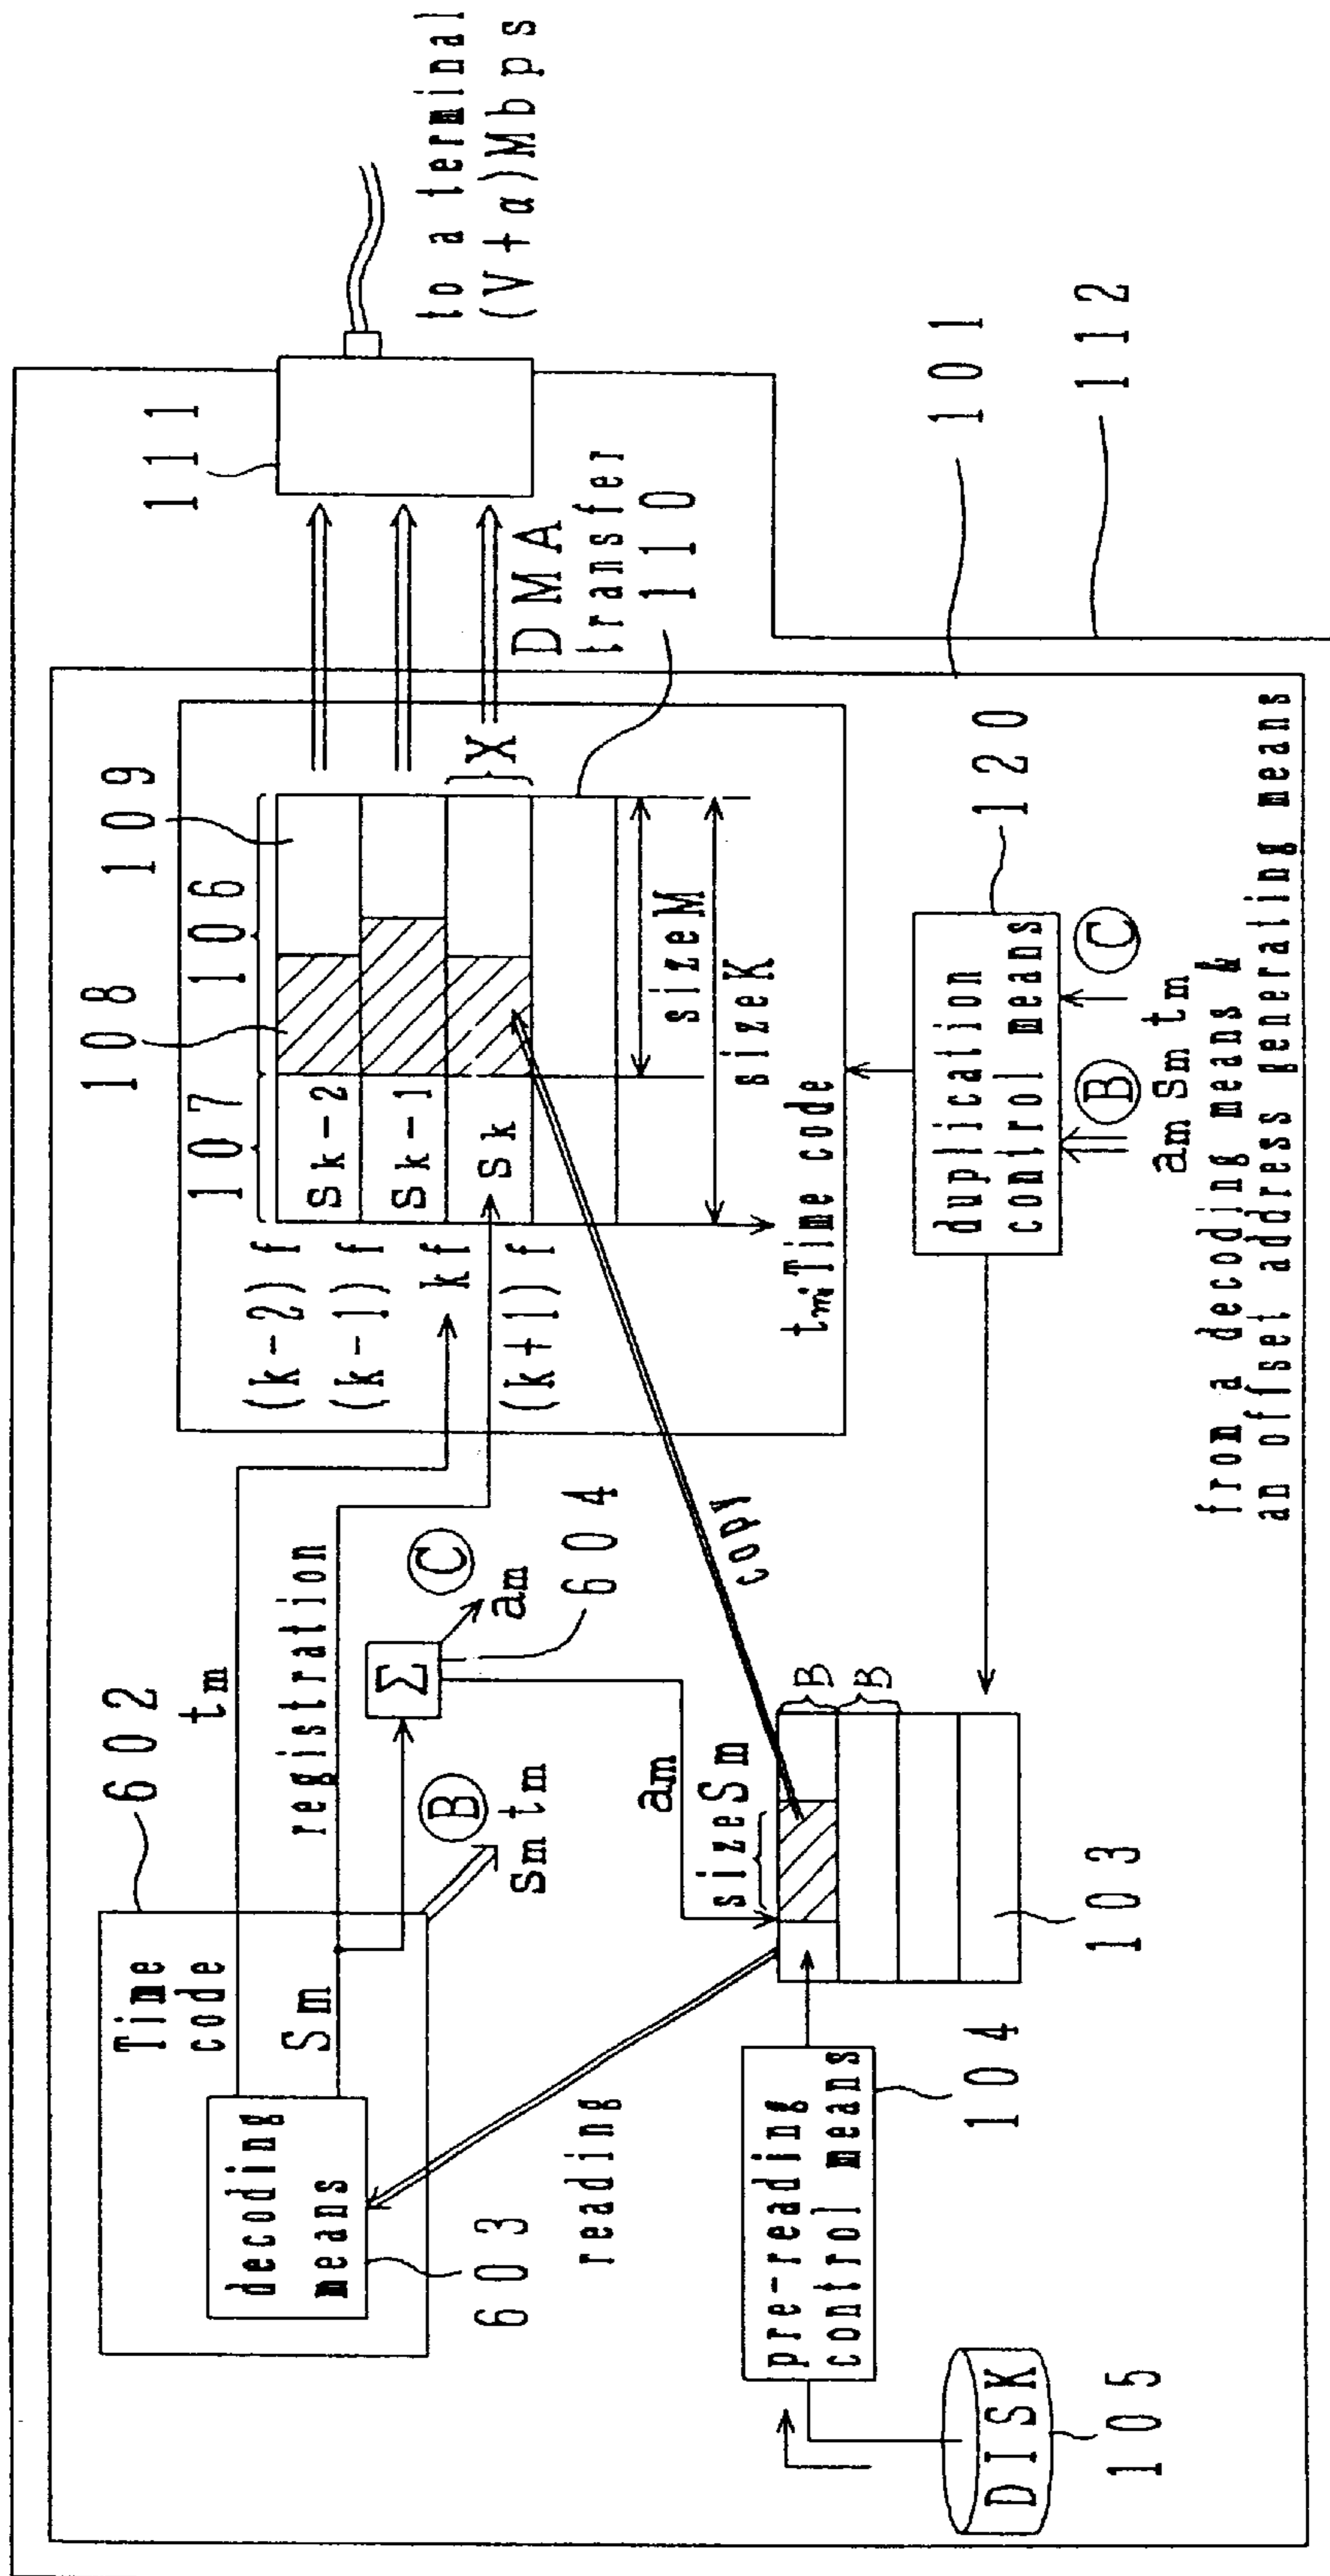 602
Time
code
tm
Sm
registration
decoding
means
603
Σ
C
am
604
B
Sm tm
reading
(k-2)f
(k-1)f
kf
(k+1)f
107
106
108
109
Sk-2
Sk-1
Sk
X
tm Time code
sizeM
sizeK
DMA
transfer
110
111
to a terminal
(V+α)Mbps
copy
am
sizeSm
B
B
103
pre-reading
control means
104
DISK
105
duplication
control means
120
B
C
am Sm tm
from a decoding means &
an offset address generaling means
101
112